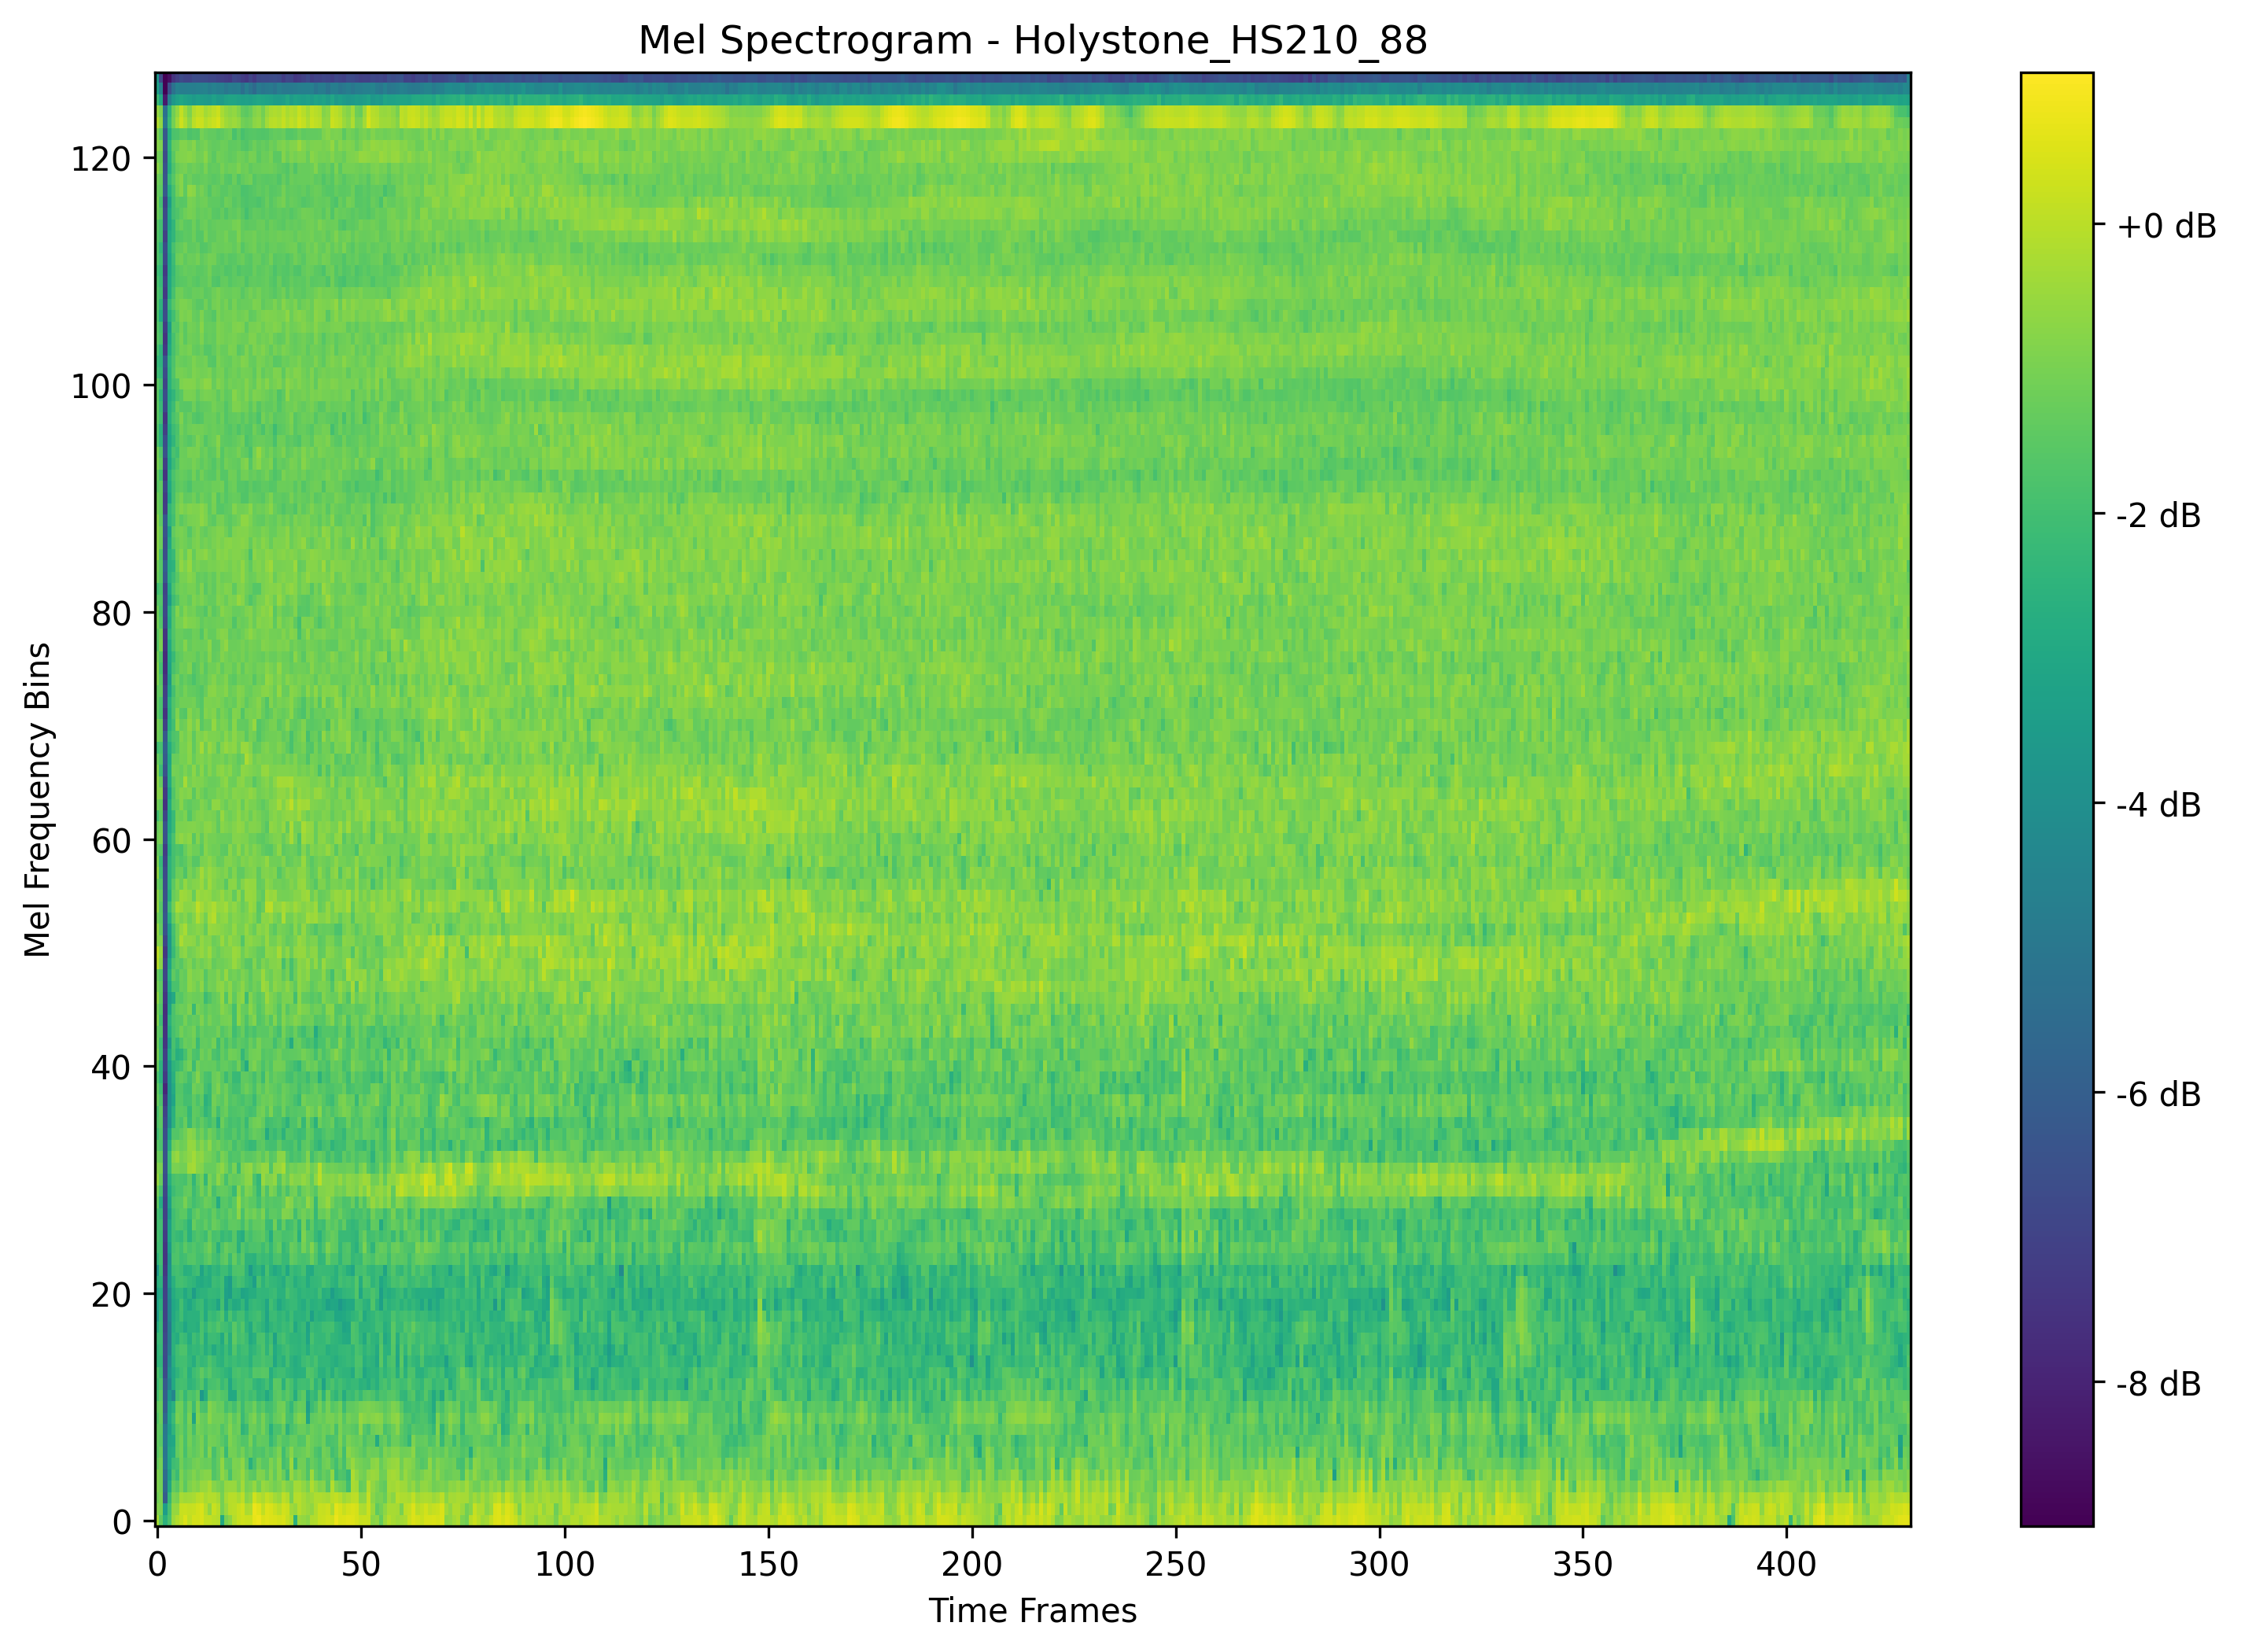 Mel Spectrogram - Holystone_HS210_88
Mel Frequency Bins
120
100
80
60
40
20
0
0 50 100 150 200 250 300 350 400
Time Frames
+0 dB
-2 dB
-4 dB
-6 dB
-8 dB